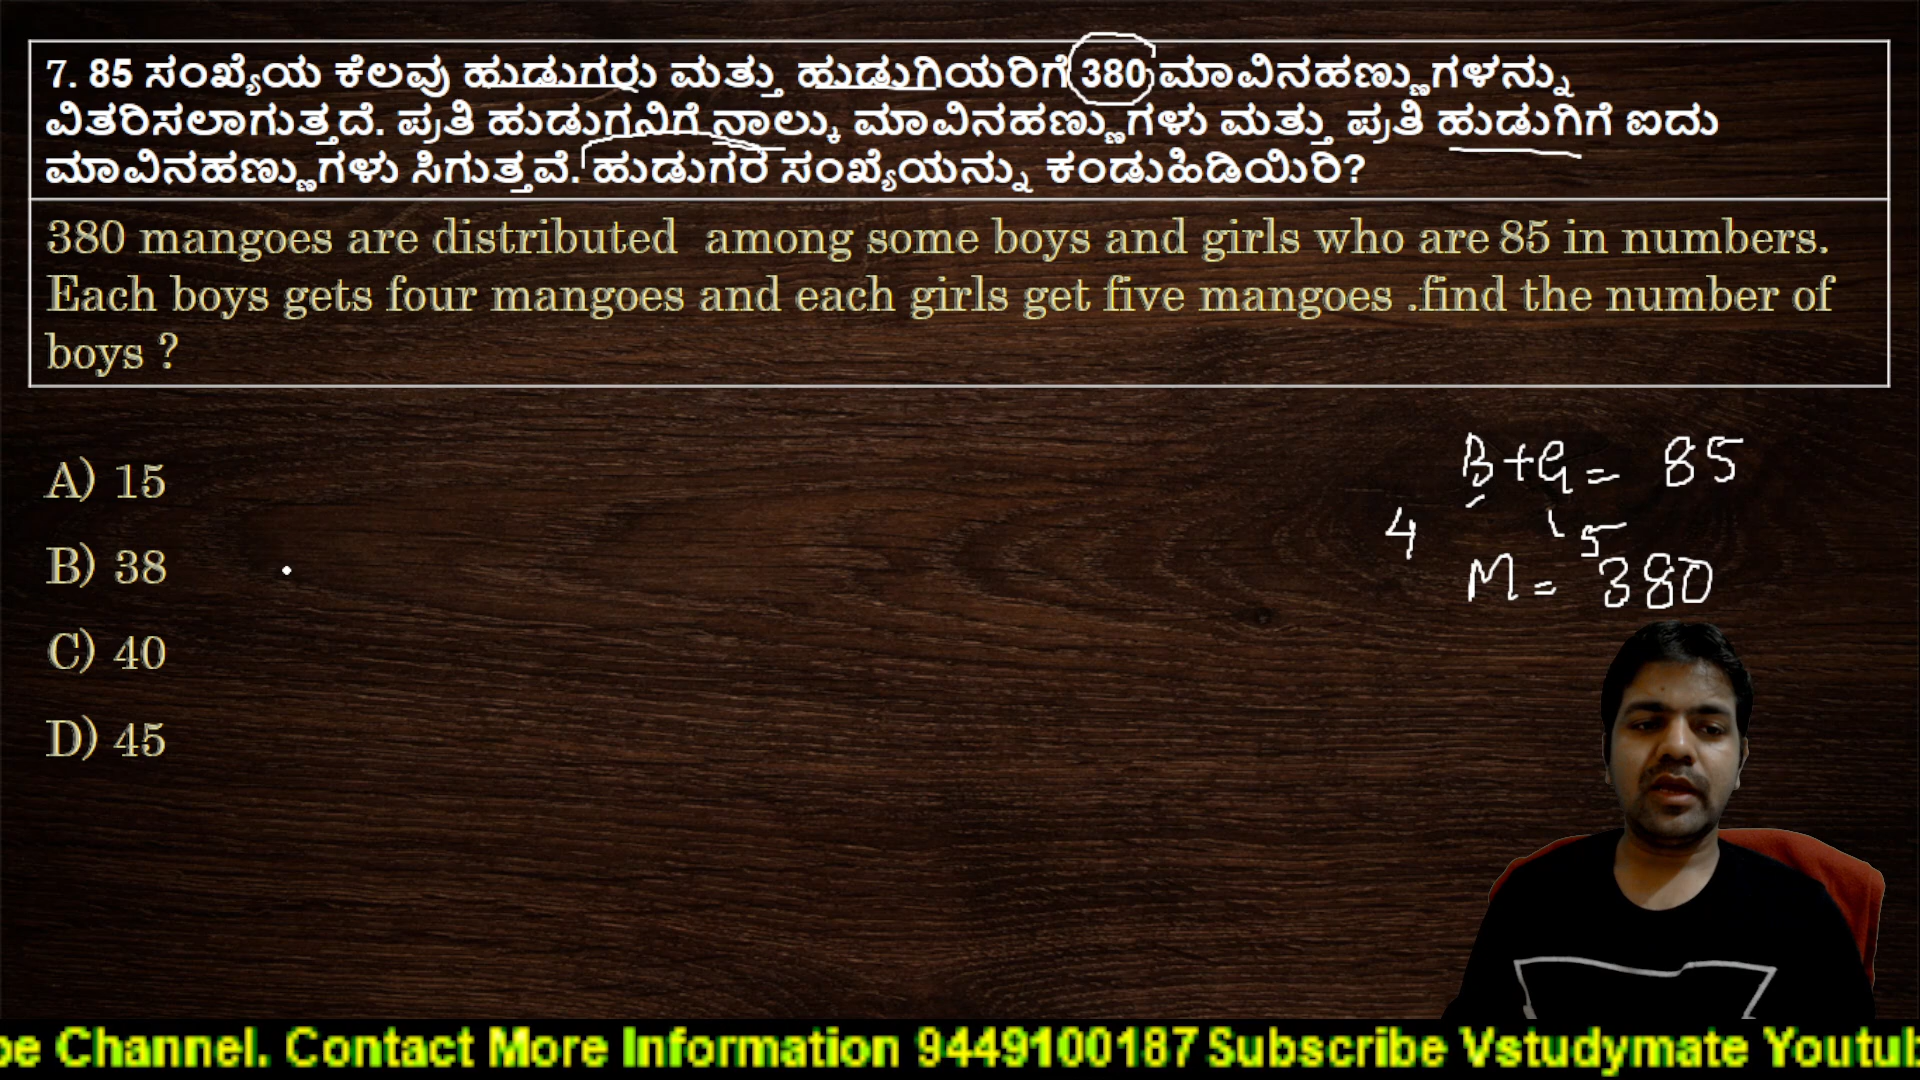 7. 85 ಸಂಖ್ಯೆಯ ಕೆಲವು ಹುಡುಗರು ಮತ್ತು ಹುಡುಗಿಯರಿಗೆ 380 ಮಾವಿನಹಣ್ಣುಗಳನ್ನು
ವಿತರಿಸಲಾಗುತ್ತದೆ. ಪ್ರತಿ ಹುಡುಗನಿಗೆ ನಾಲ್ಕು ಮಾವಿನಹಣ್ಣುಗಳು ಮತ್ತು ಪ್ರತಿ ಹುಡುಗಿಗೆ ಐದು
ಮಾವಿನಹಣ್ಣುಗಳು ಸಿಗುತ್ತವೆ. ಹುಡುಗರ ಸಂಖ್ಯೆಯನ್ನು ಕಂಡುಹಿಡಿಯಿರಿ?
380 mangoes are distributed among some boys and girls who are 85 in numbers.
Each boys gets four mangoes and each girls get five mangoes .find the number of
boys ?
A) 15
B) 38
C) 40
D) 45
B+G = 85
4 5
M = 380
be Channel. Contact More Information 9449100187 Subscribe Vstudymate Youtub